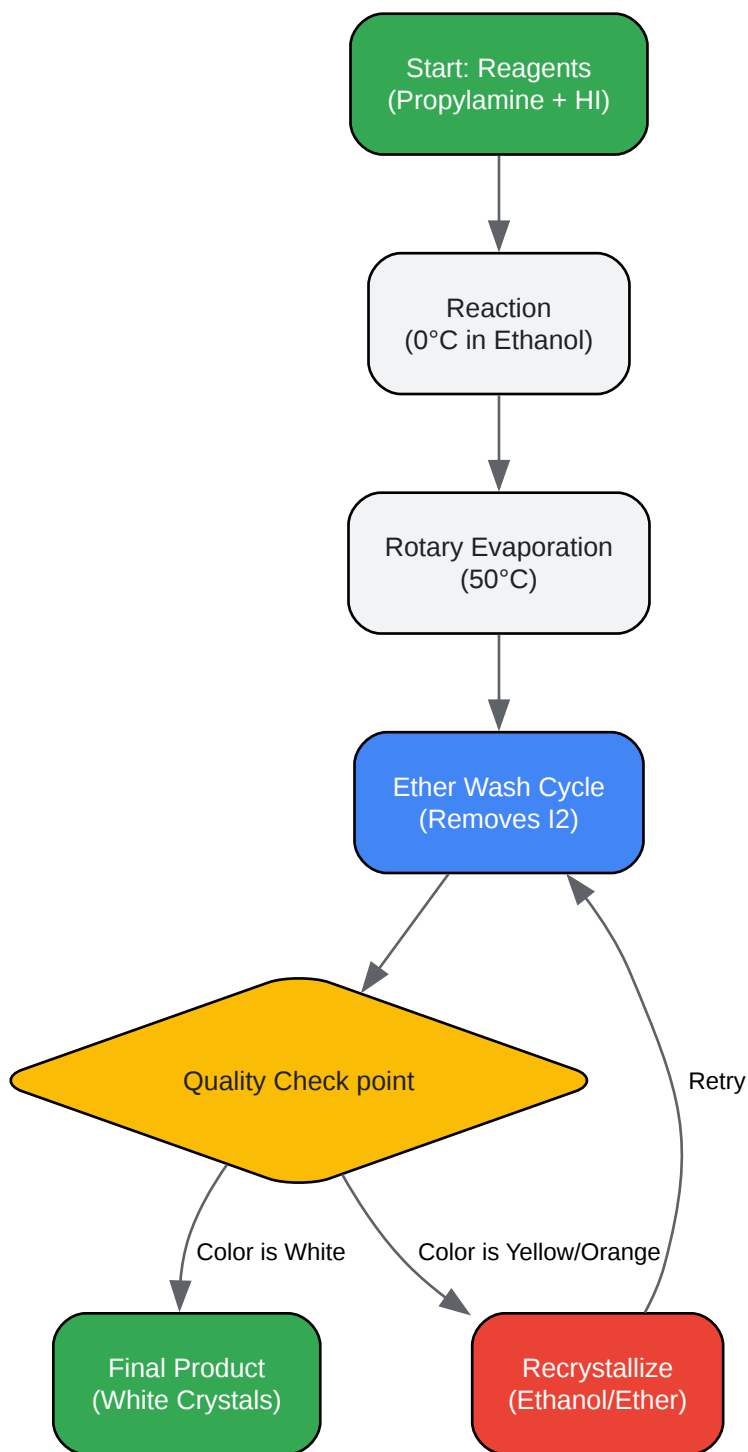 Start: Reagents
(Propylamine + HI)
Reaction
(0°C in Ethanol)
Rotary Evaporation
(50°C)
Ether Wash Cycle
(Removes I2)
Quality Check point
Retry
Color is White
Color is Yellow/Orange
Final Product
(White Crystals)
Recrystallize
(Ethanol/Ether)